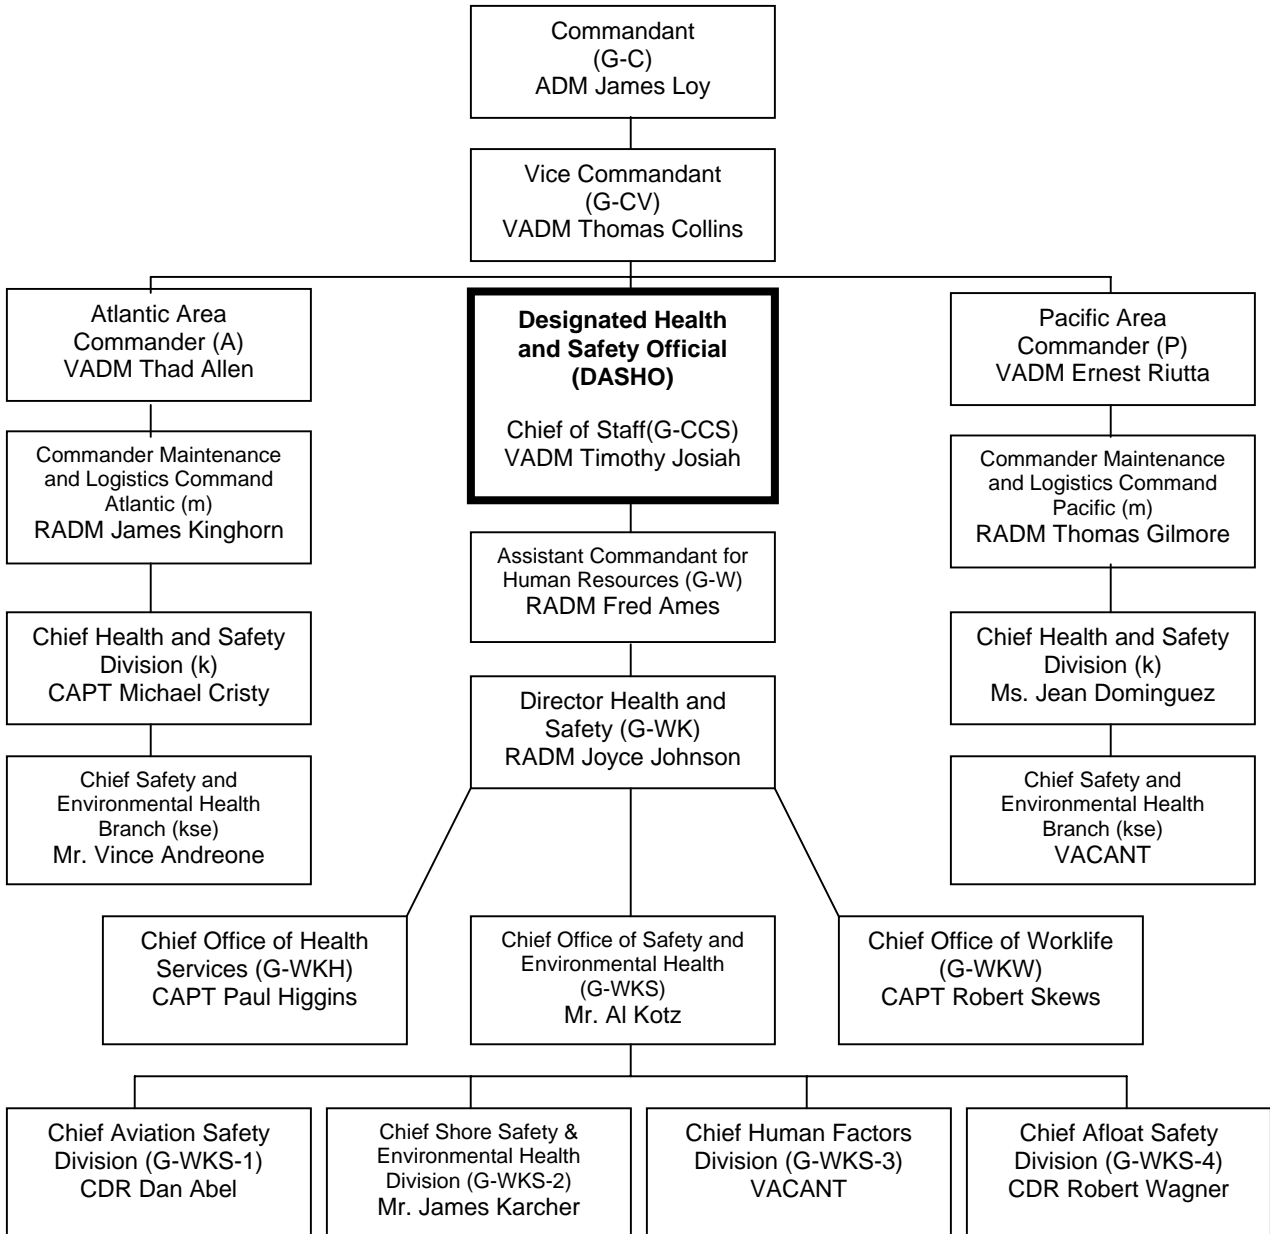 Commandant
(G-C)
ADM James Loy
Vice Commandant
(G-CV)
VADM Thomas Collins
Atlantic Area
Commander (A)
VADM Thad Allen
Designated Health
and Safety Official
(DASHO)
Chief of Staff(G-CCS)
VADM Timothy Josiah
Pacific Area
Commander (P)
VADM Ernest Riutta
Commander Maintenance
and Logistics Command
Atlantic (m)
RADM James Kinghorn
Commander Maintenance
and Logistics Command
Pacific (m)
RADM Thomas Gilmore
Assistant Commandant for
Human Resources (G-W)
RADM Fred Ames
Chief Health and Safety
Division (k)
CAPT Michael Cristy
Chief Health and Safety
Division (k)
Ms. Jean Dominguez
Director Health and
Safety (G-WK)
RADM Joyce Johnson
Chief Safety and
Environmental Health
Branch (kse)
Mr. Vince Andreone
Chief Safety and
Environmental Health
Branch (kse)
VACANT
Chief Office of Health
Services (G-WKH)
CAPT Paul Higgins
Chief Office of Safety and
Environmental Health
(G-WKS)
Mr. Al Kotz
Chief Office of Worklife
(G-WKW)
CAPT Robert Skews
Chief Aviation Safety
Division (G-WKS-1)
CDR Dan Abel
Chief Shore Safety &
Environmental Health
Division (G-WKS-2)
Mr. James Karcher
Chief Human Factors
Division (G-WKS-3)
VACANT
Chief Afloat Safety
Division (G-WKS-4)
CDR Robert Wagner